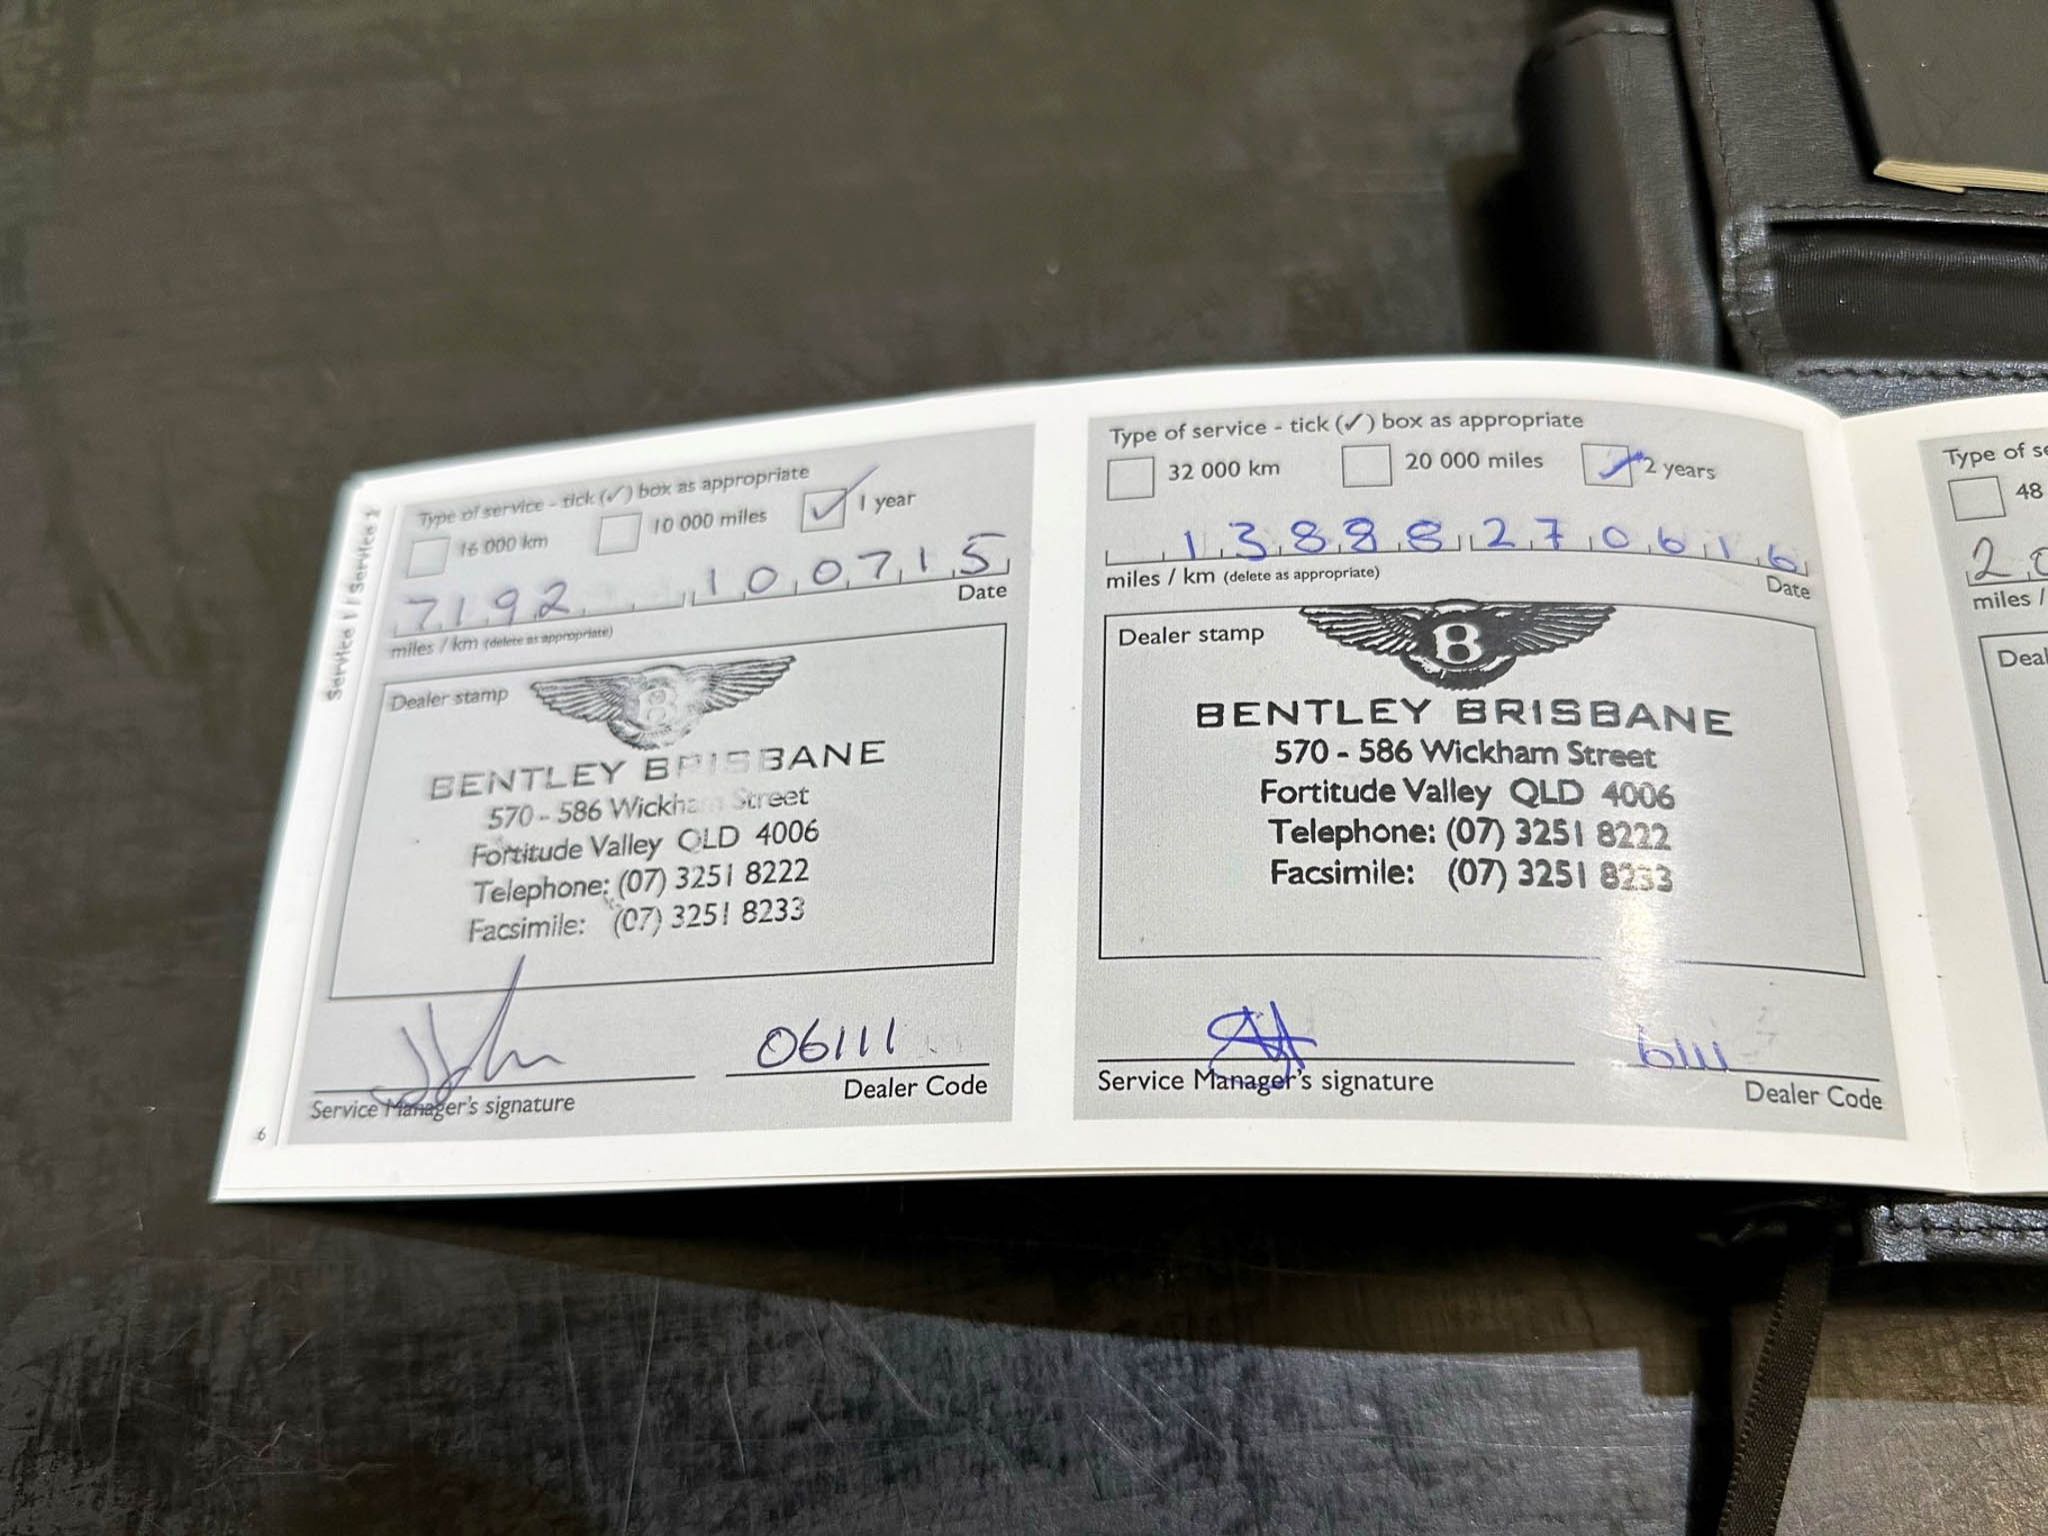 Service 1 / Service 2
Type of service - tick (✓) box as appropriate
16 000 km
10 000 miles
✓ 1 year
7192 100715
miles / km (delete as appropriate)
Date
Dealer stamp
B
BENTLEY BRISBANE
570 - 586 Wickham Street
Fortitude Valley QLD 4006
Telephone: (07) 3251 8222
Facsimile: (07) 3251 8233
06111
Service Manager's signature
Dealer Code
6
Type of service - tick (✓) box as appropriate
32 000 km
20 000 miles
✓ 2 years
13888 270616
miles / km (delete as appropriate)
Date
Dealer stamp
B
BENTLEY BRISBANE
570 - 586 Wickham Street
Fortitude Valley QLD 4006
Telephone: (07) 3251 8222
Facsimile: (07) 3251 8233
6111
Service Manager's signature
Dealer Code
Type of se
48
20
miles /
Deal